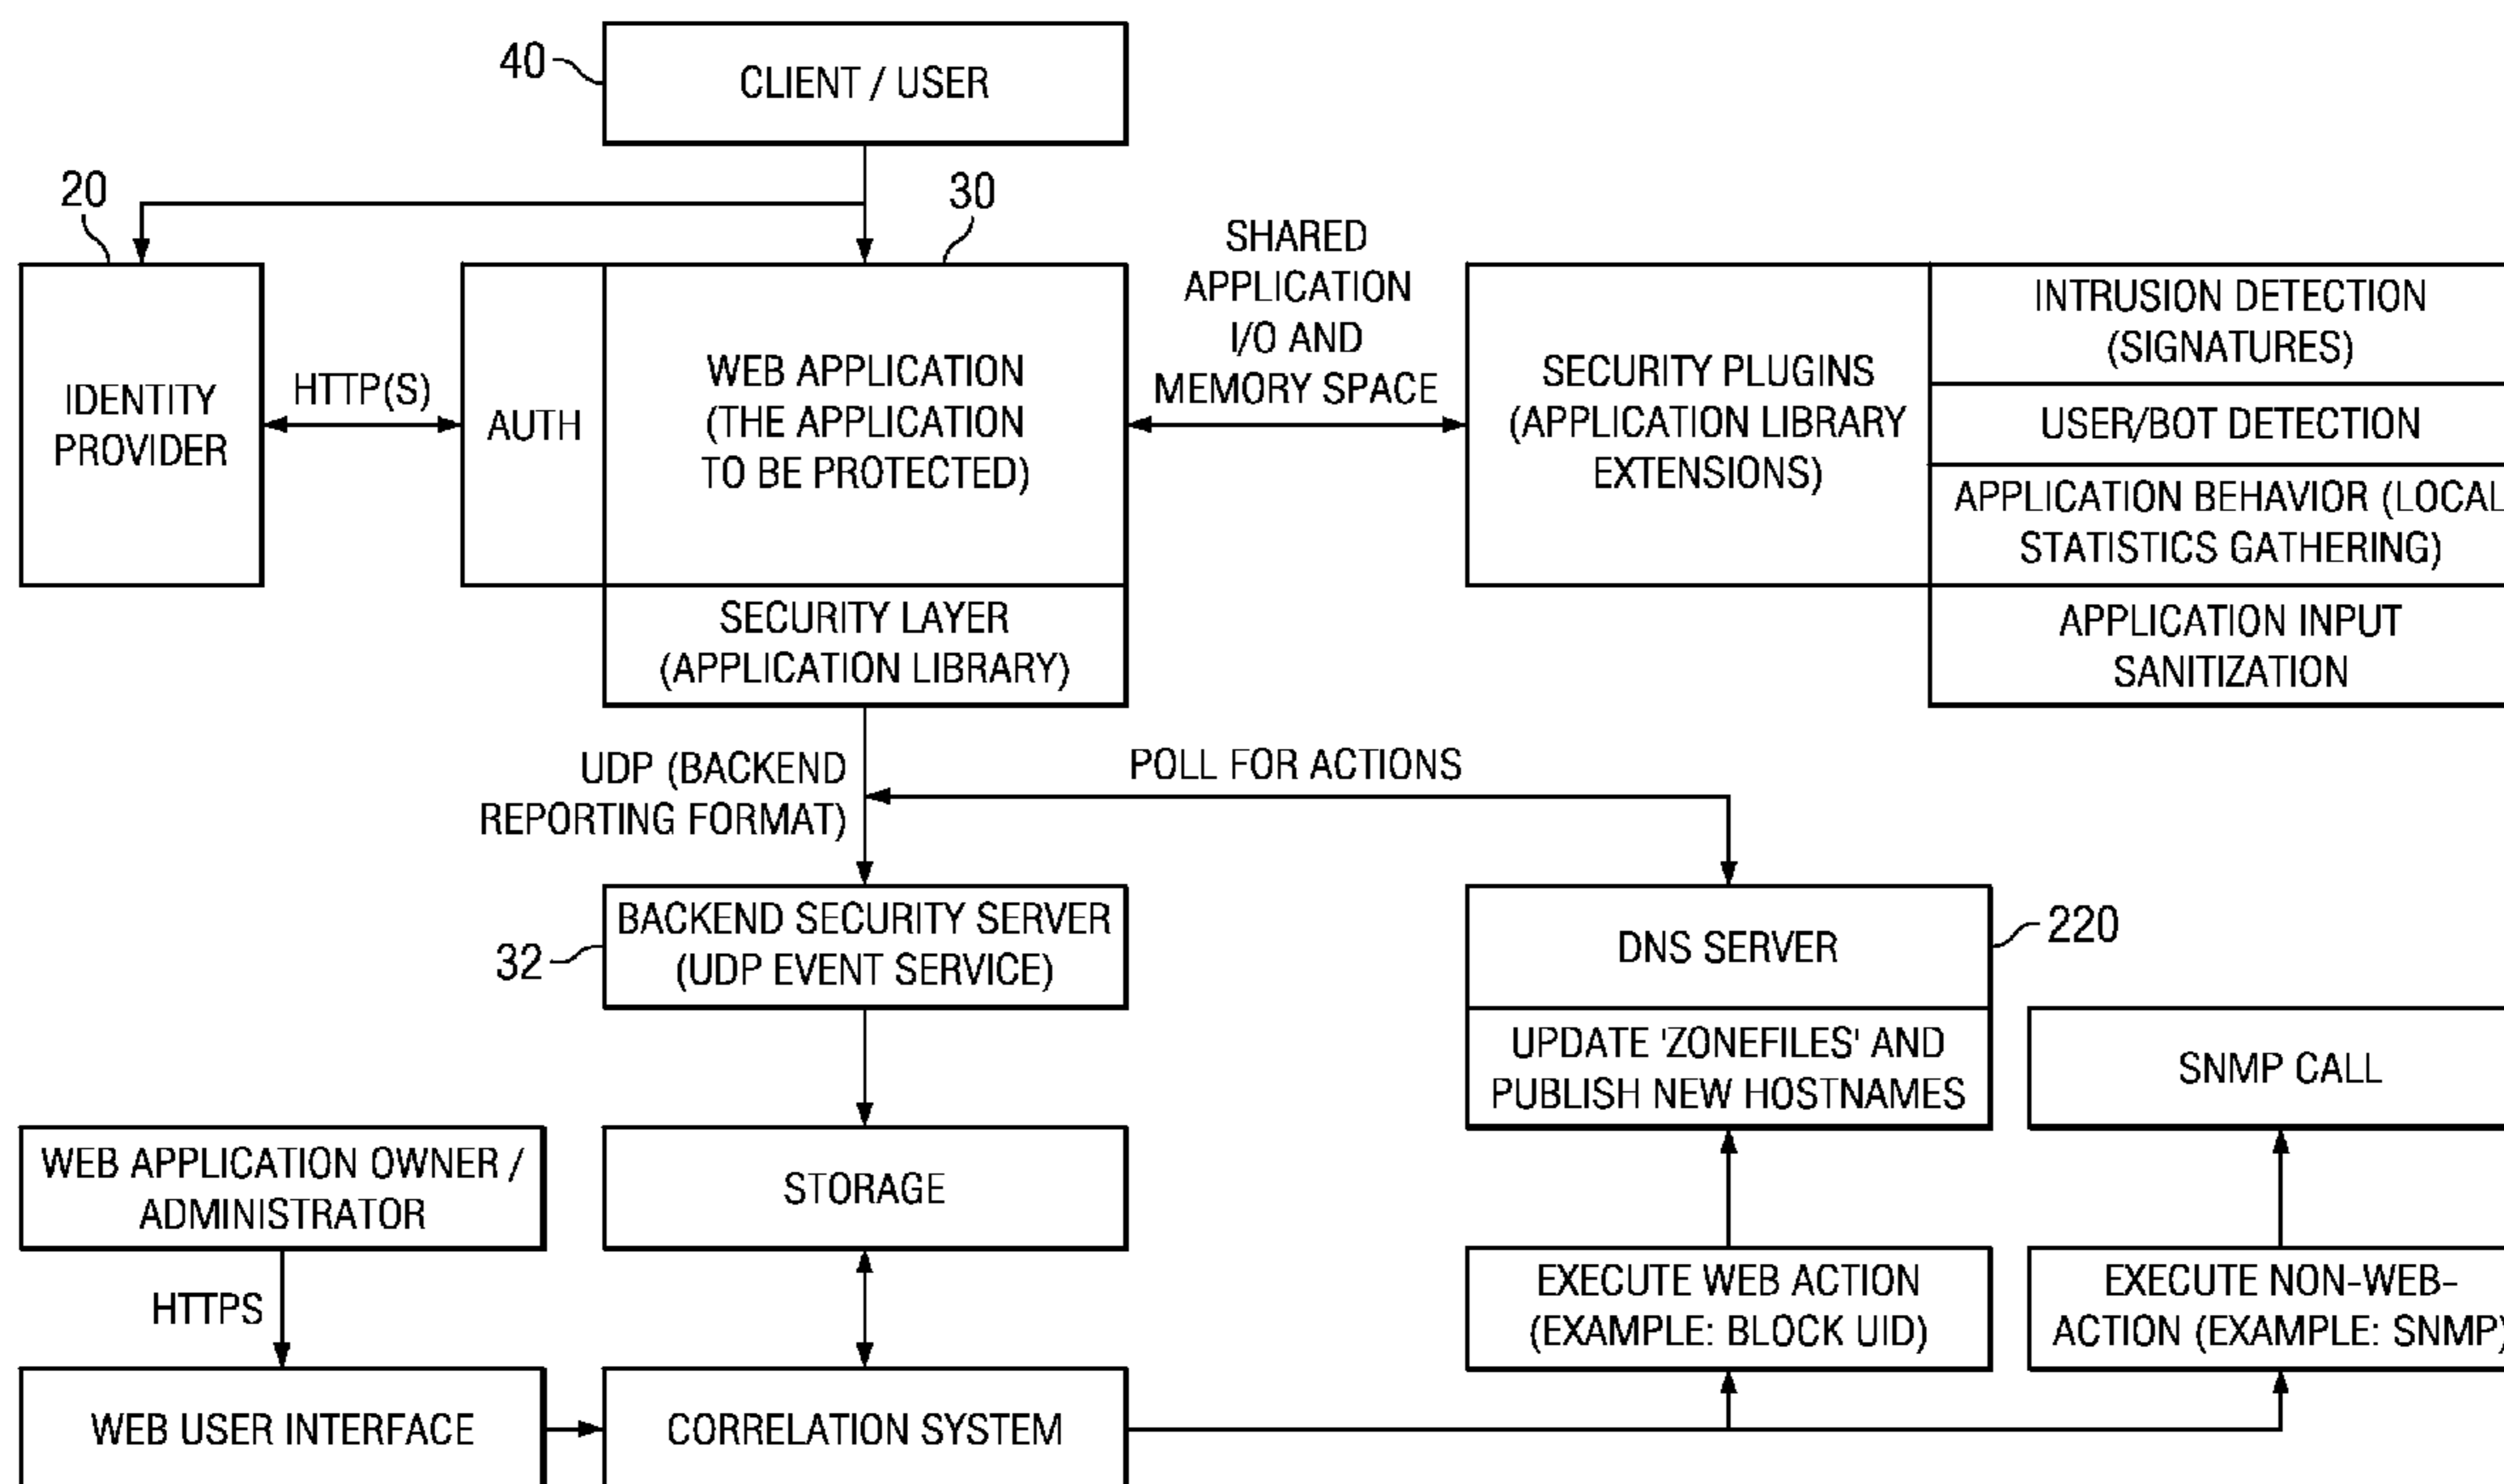 40
CLIENT / USER
20
30
SHARED
APPLICATION
I/O AND
MEMORY SPACE
IDENTITY
PROVIDER
HTTP(S)
AUTH
WEB APPLICATION
(THE APPLICATION
TO BE PROTECTED)
SECURITY PLUGINS
(APPLICATION LIBRARY
EXTENSIONS)
INTRUSION DETECTION
(SIGNATURES)
USER/BOT DETECTION
APPLICATION BEHAVIOR (LOCAL
STATISTICS GATHERING)
APPLICATION INPUT
SANITIZATION
SECURITY LAYER
(APPLICATION LIBRARY)
UDP (BACKEND
REPORTING FORMAT)
POLL FOR ACTIONS
32
BACKEND SECURITY SERVER
(UDP EVENT SERVICE)
DNS SERVER
220
UPDATE 'ZONEFILES' AND
PUBLISH NEW HOSTNAMES
SNMP CALL
WEB APPLICATION OWNER /
ADMINISTRATOR
STORAGE
HTTPS
EXECUTE WEB ACTION
(EXAMPLE: BLOCK UID)
EXECUTE NON-WEB-
ACTION (EXAMPLE: SNMP)
WEB USER INTERFACE
CORRELATION SYSTEM